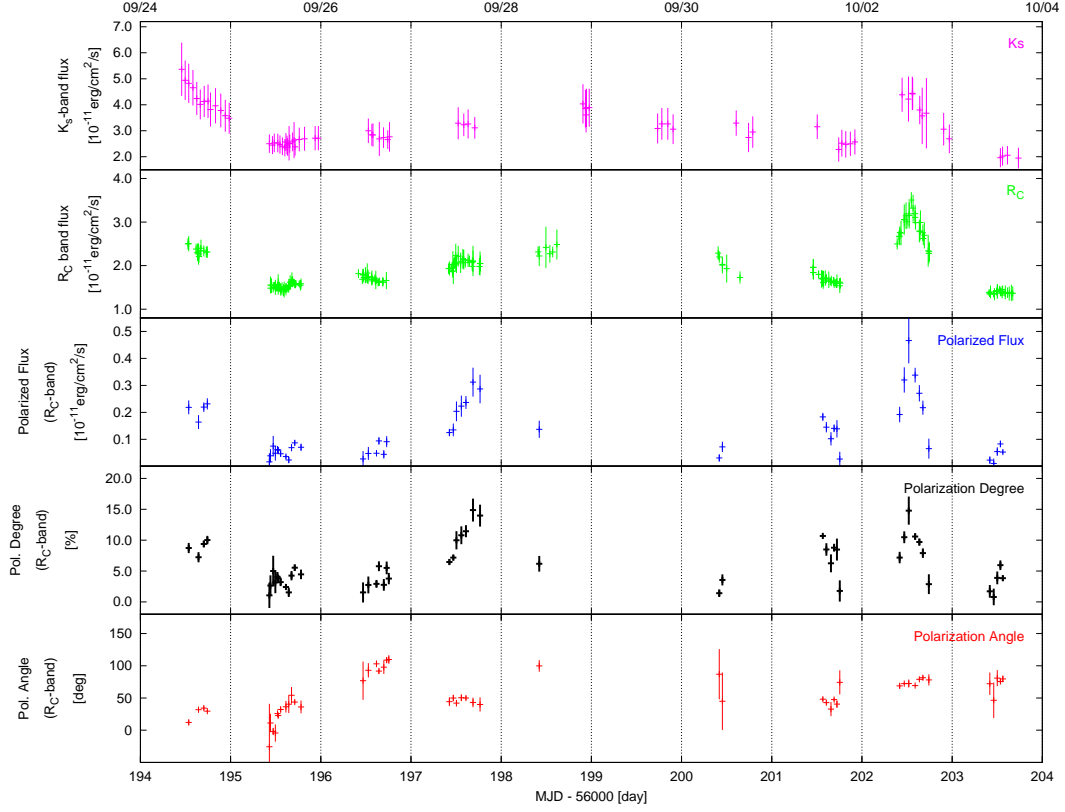 09/24 09/26 09/28 09/30 10/02 10/04
7.0
6.0
5.0
4.0
3.0
2.0
Ks-band flux
[10-11erg/cm2/s]
Ks
4.0
3.0
2.0
1.0
RC band flux
[10-11erg/cm2/s]
RC
0.5
0.4
0.3
0.2
0.1
Polarized Flux
(RC-band)
[10-11erg/cm2/s]
Polarized Flux
20.0
15.0
10.0
5.0
0.0
Pol. Degree
(RC-band)
[%]
Polarization Degree
150
100
50
0
Pol. Angle
(RC-band)
[deg]
Polarization Angle
194 195 196 197 198 199 200 201 202 203 204
MJD - 56000 [day]